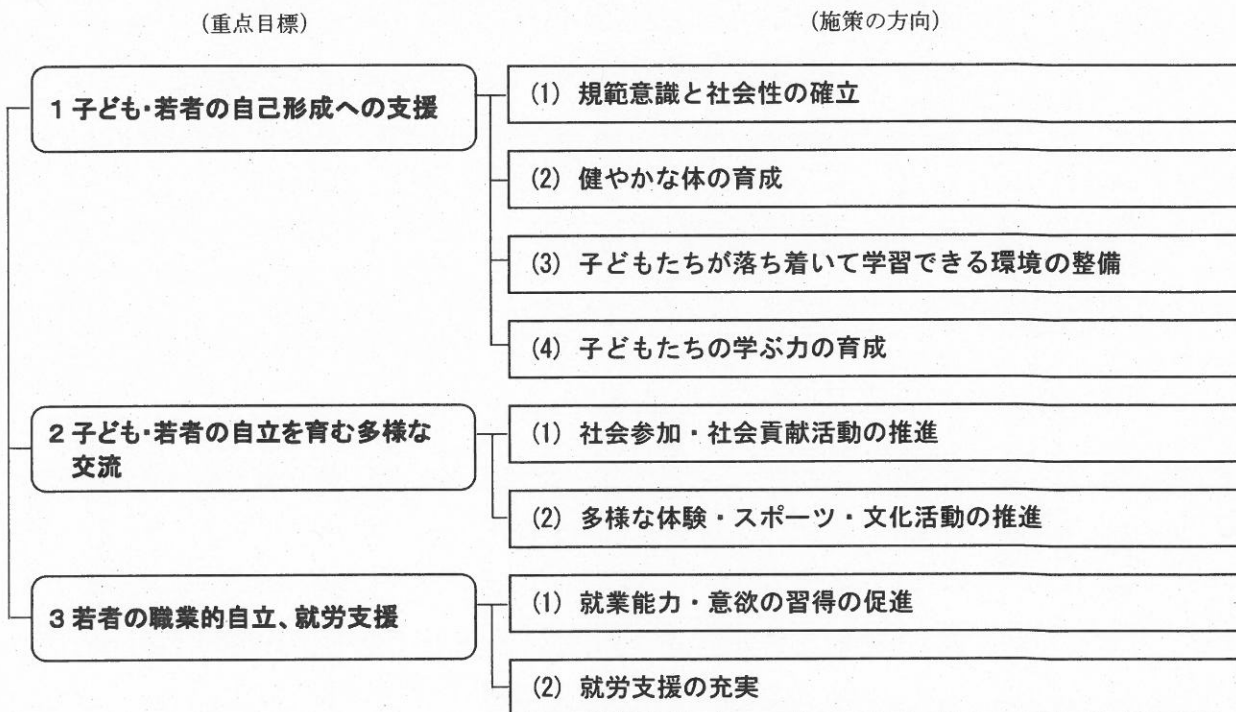 (重点目標)
(施策の方向)
1 子ども・若者の自己形成への支援
(1) 規範意識と社会性の確立
(2) 健やかな体の育成
(3) 子どもたちが落ち着いて学習できる環境の整備
(4) 子どもたちの学ぶ力の育成
2 子ども・若者の自立を育む多様な
交流
(1) 社会参加・社会貢献活動の推進
(2) 多様な体験・スポーツ・文化活動の推進
3 若者の職業的自立、就労支援
(1) 就業能力・意欲の習得の促進
(2) 就労支援の充実